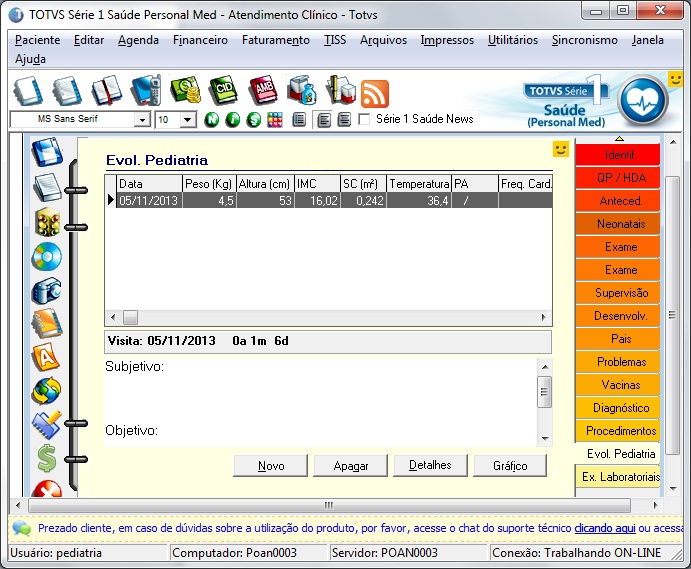 TOTVS Série 1 Saúde Personal Med - Atendimento Clínico - Totvs
Paciente Editar Agenda Financeiro Faturamento TISS Arquivos Impressos Utilitários Sincronismo Janela
Ajuda
CID
AMB
TOTVS Série 1
Saúde
(Personal Med)
MS Sans Serif 10 N I S Série 1 Saúde News
Evol. Pediatria
Data Peso (Kg) Altura (cm) IMC SC (m²) Temperatura PA Freq. Card.
05/11/2013 4,5 53 16,02 0,242 36,4 /
Visita: 05/11/2013 0a 1m 6d
Subjetivo:
Objetivo:
Novo Apagar Detalhes Gráfico
Identif.
QP / HDA
Anteced.
Neonatais
Exame
Exame
Supervisão
Desenvolv.
Pais
Problemas
Vacinas
Diagnóstico
Procedimentos
Evol. Pediatria
Ex. Laboratoriais
Prezado cliente, em caso de dúvidas sobre a utilização do produto, por favor, acesse o chat do suporte técnico clicando aqui ou acessa
Usuário: pediatria Computador: Poan0003 Servidor: POAN0003 Conexão: Trabalhando ON-LINE